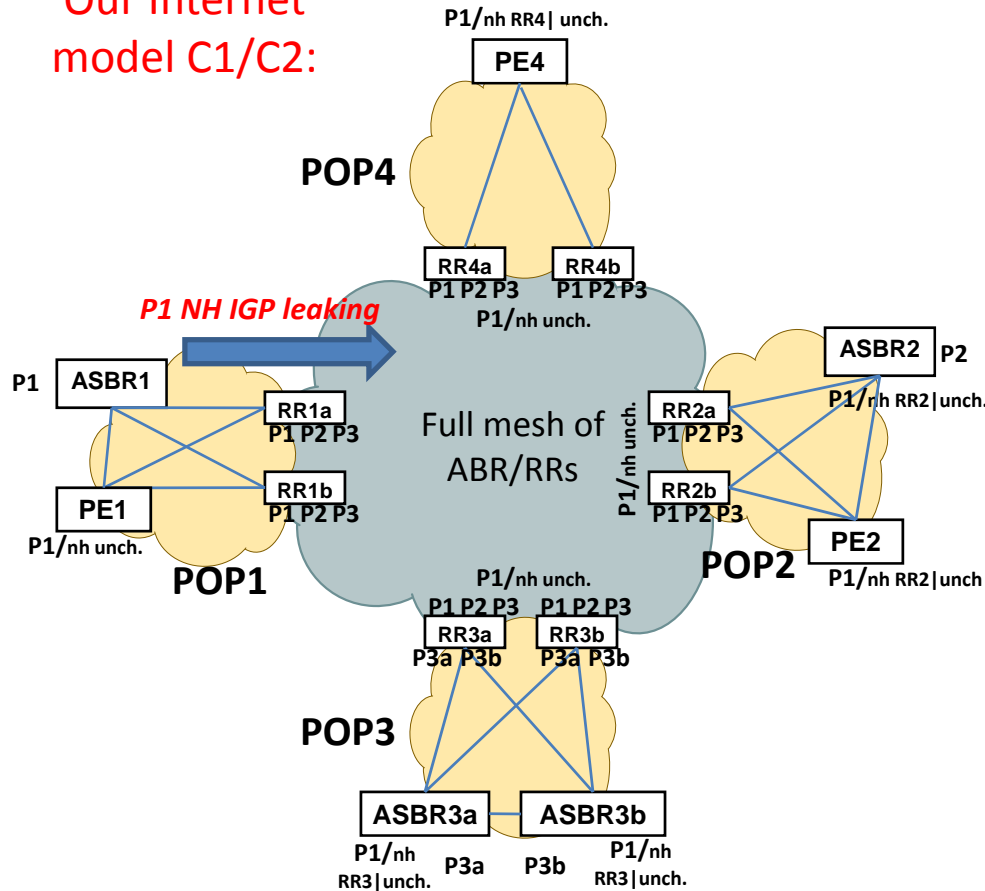 Our Internet
model C1/C2:
P1/nh RR4| unch.
PE4
POP4
RR4a
RR4b
P1 P2 P3
P1 P2 P3
P1/nh unch.
P1 NH IGP leaking
P1
ASBR1
RR1a
P1 P2 P3
RR1b
P1 P2 P3
PE1
P1/nh unch.
POP1
Full mesh of
ABR/RRs
P1/nh unch.
RR2a
P1 P2 P3
RR2b
P1 P2 P3
ASBR2
P2
P1/nh RR2|unch.
PE2
POP2
P1/nh RR2|unch
P1/nh unch.
P1 P2 P3
P1 P2 P3
RR3a
RR3b
P3a P3b
P3a P3b
POP3
ASBR3a
ASBR3b
P1/nh
RR3|unch.
P3a
P3b
P1/nh
RR3|unch.